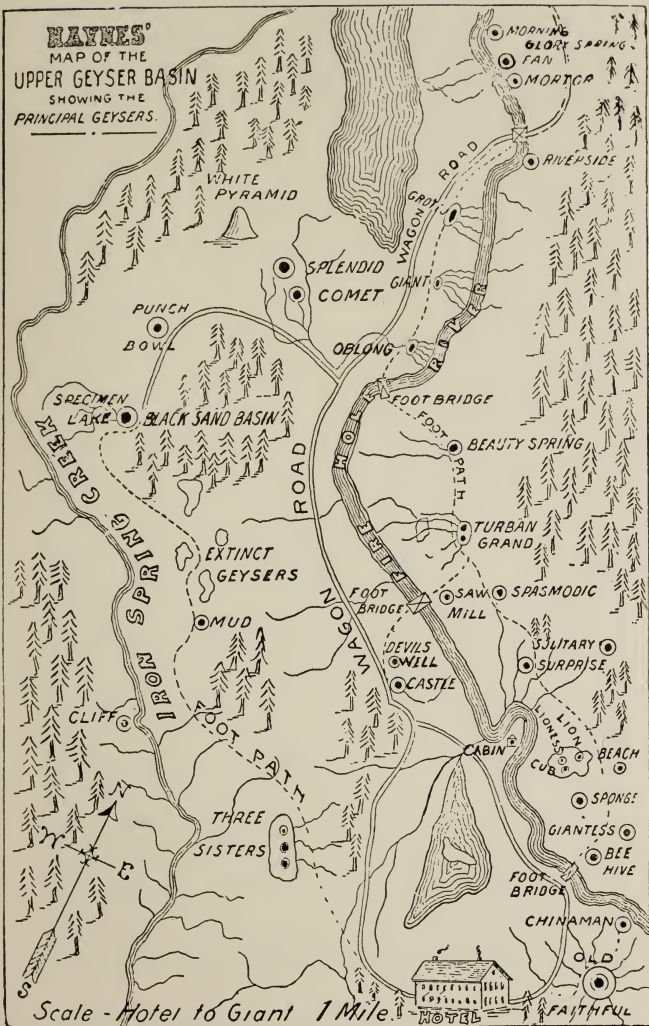 HAYNES'
MAP OF THE
UPPER GEYSER BASIN
SHOWING THE
PRINCIPAL GEYSERS.
MORNING
GLORY SPRING
FAN
MORTOR
WAGON ROAD
RIVERSIDE
WHITE
PYRAMID
GROT
SPLENDID
COMET
GIANT
PUNCH
BOWL
OBLONG
FIRE HOLE RIVER
FOOT BRIDGE
SPECIMEN
LAKE
BLACK SAND BASIN
FOOT PATH
BEAUTY SPRING
WAGON ROAD
TURBAN
GRAND
IRON SPRING CREEK
EXTINCT
GEYSERS
FOOT
BRIDGE
SAW
MILL
SPASMODIC
MUD
DEVILS
WELL
SOLITARY
SURPRISE
CASTLE
CLIFF
FOOT PATH
CABIN
LION
LIONESS
CUB
BEACH
N
W
E
S
THREE
SISTERS
SPONGE
GIANTESS
BEE
HIVE
FOOT
BRIDGE
CHINAMAN
OLD
FAITHFUL
Scale - Hotel to Giant 1 Mile.
HOTEL